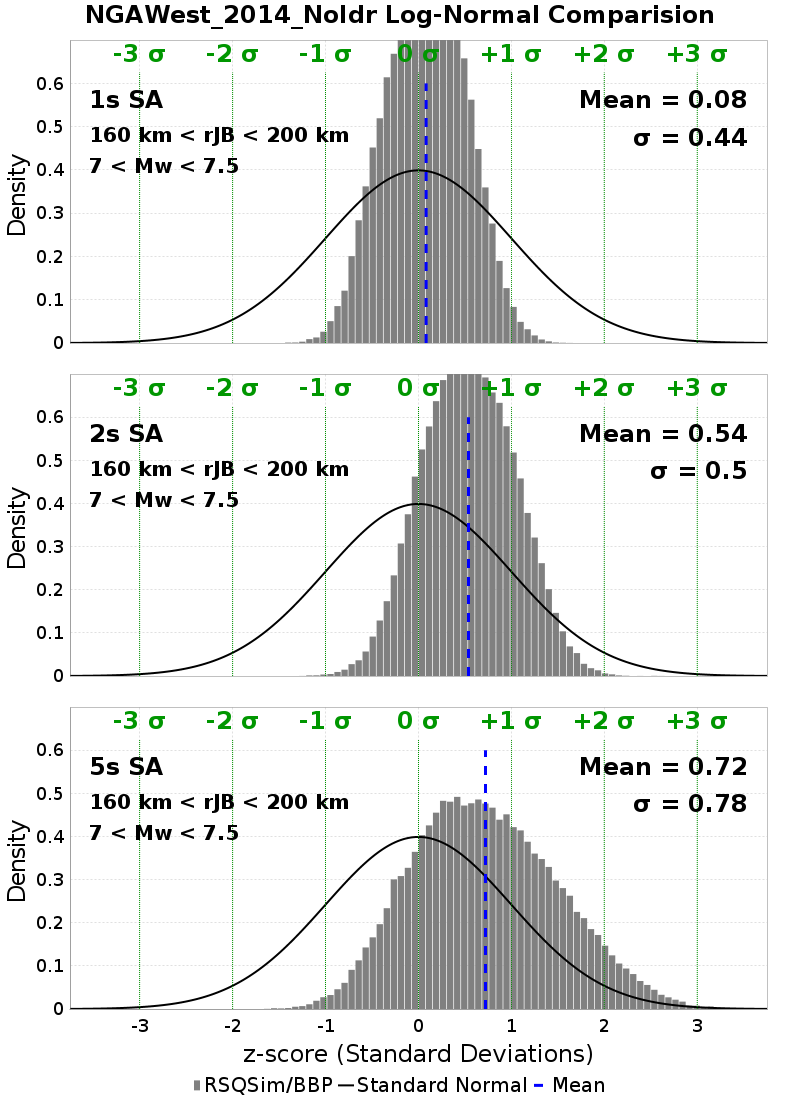 NGAWest_2014_NoIdr Log-Normal Comparision
-3 σ -2 σ -1 σ 0 σ +1 σ +2 σ +3 σ
0.6
1s SA Mean = 0.08
0.5
160 km < rJB < 200 km σ = 0.44
7 < Mw < 7.5
0.4
Density
0.3
0.2
0.1
0
-3 σ -2 σ -1 σ 0 σ +1 σ +2 σ +3 σ
0.6
2s SA Mean = 0.54
0.5
160 km < rJB < 200 km σ = 0.5
7 < Mw < 7.5
0.4
Density
0.3
0.2
0.1
0
-3 σ -2 σ -1 σ 0 σ +1 σ +2 σ +3 σ
0.6
5s SA Mean = 0.72
0.5
160 km < rJB < 200 km σ = 0.78
7 < Mw < 7.5
0.4
Density
0.3
0.2
0.1
0
-3 -2 -1 0 1 2 3
z-score (Standard Deviations)
RSQSim/BBP Standard Normal Mean